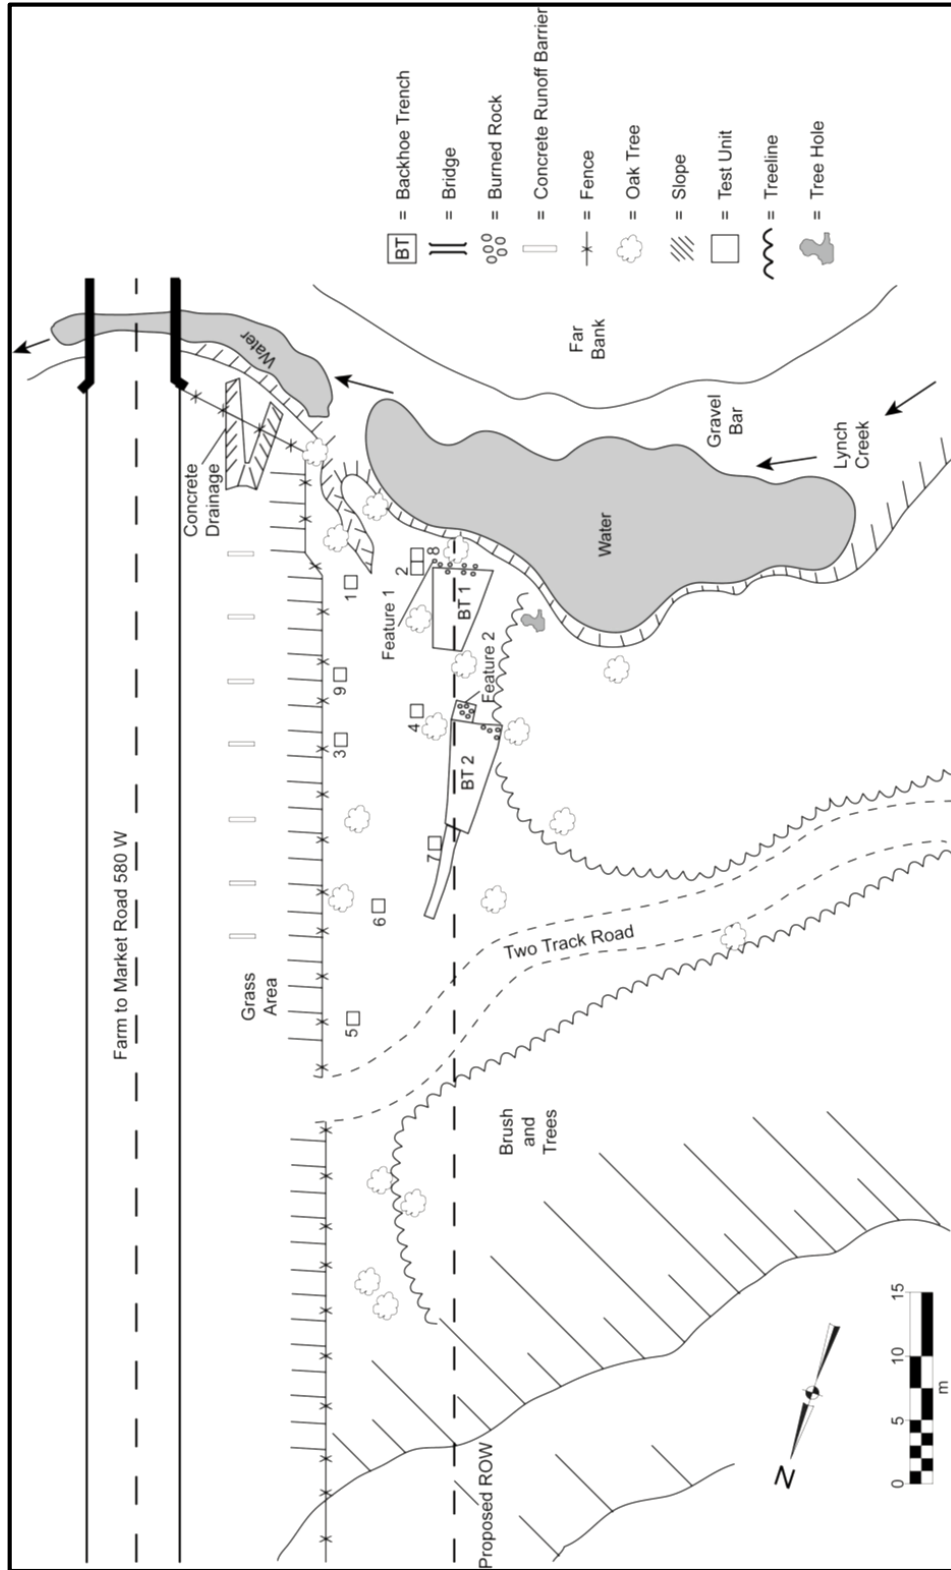 Farm to Market Road 580 W
Concrete
Drainage
Water
Grass
Area
BT = Backhoe Trench
= Bridge
= Burned Rock
= Concrete Runoff Barrier
= Fence
= Oak Tree
= Slope
= Test Unit
= Treeline
= Tree Hole
Far
Bank
Gravel
Bar
Lynch
Creek
Water
Feature 1
Feature 2
BT 1
BT 2
1
2
8
9
3
4
7
6
5
Two Track Road
Brush
and
Trees
Proposed ROW
N
0 5 10 15
m